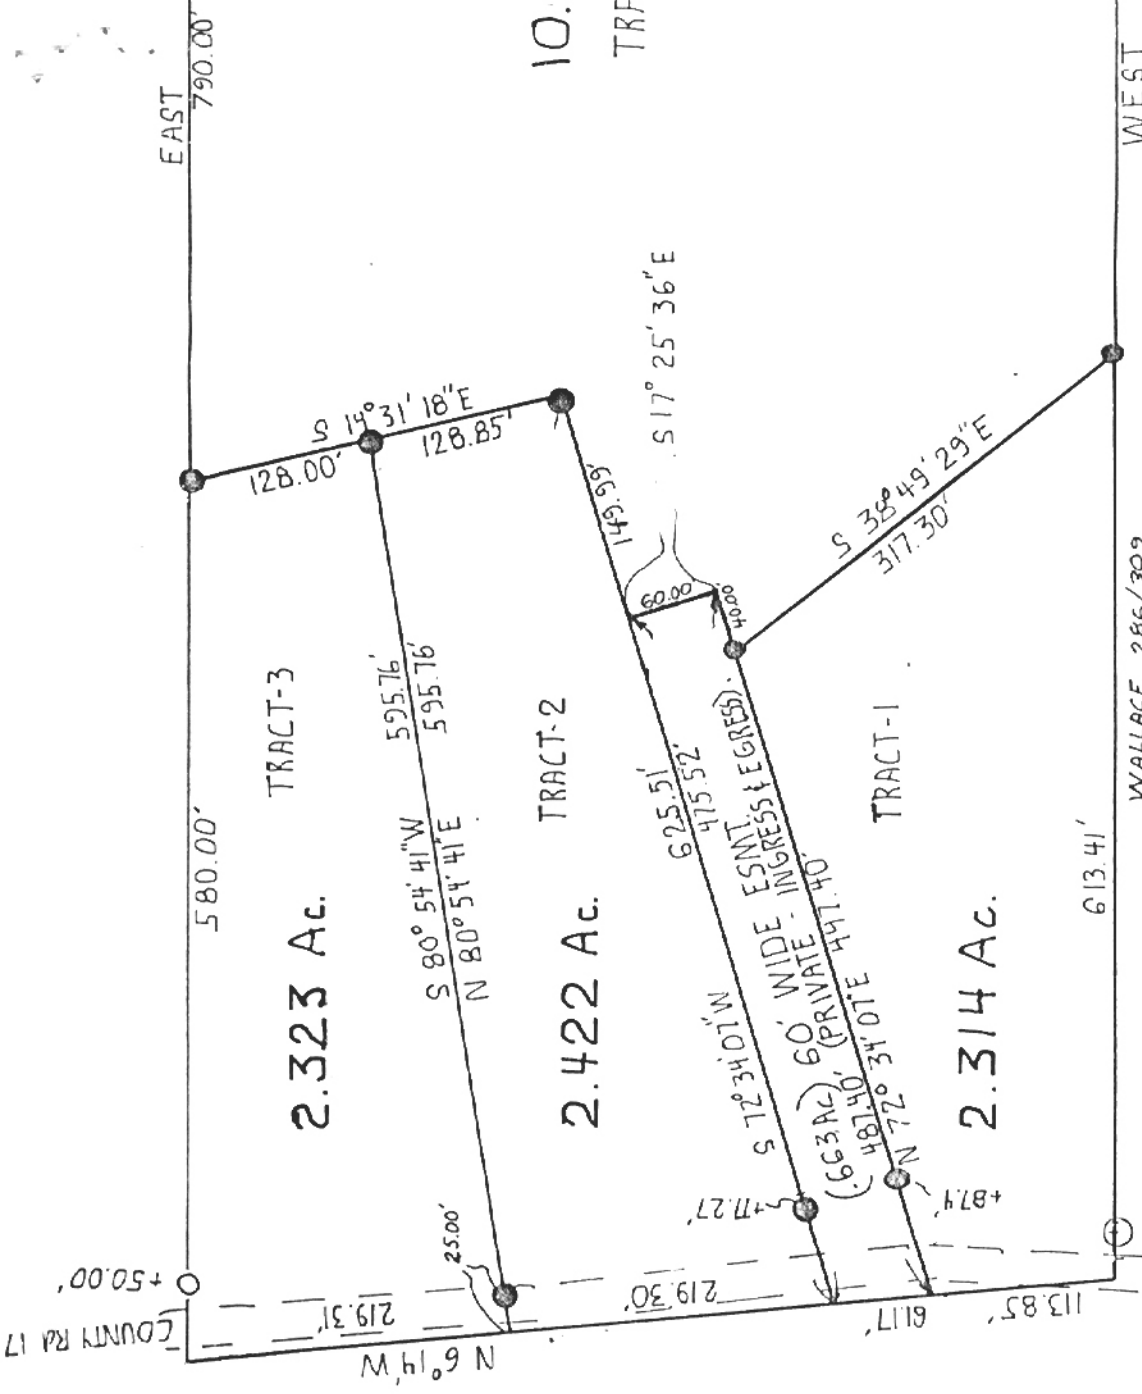 EAST
790.00'
10.
COUNTY Rd 17
+50.00'
580.00'
S 14°31'18"E
128.00'
128.85'
TRACT-3
2.323 Ac.
219.31'
N 6°14'W
25.00'
S 80° 54' 41"W
595.76'
N 80° 54' 41"E
595.76'
TRACT-2
2.422 Ac.
219.30'
149.99'
S 17° 25' 36"E
60.00'
40.00'
S 72° 34' 07"W
625.51'
475.52'
+77.27'
(.663 Ac) 60' WIDE ESMT
(PRIVATE - INGRESS & EGRESS).
487.40'
N 72° 34' 07"E 447.40'
+87.4'
61.17'
TRACT-1
2.314 Ac.
S 38° 49' 29"E
317.30'
113.85'
613.41'
WEST
WALLACE 286/309